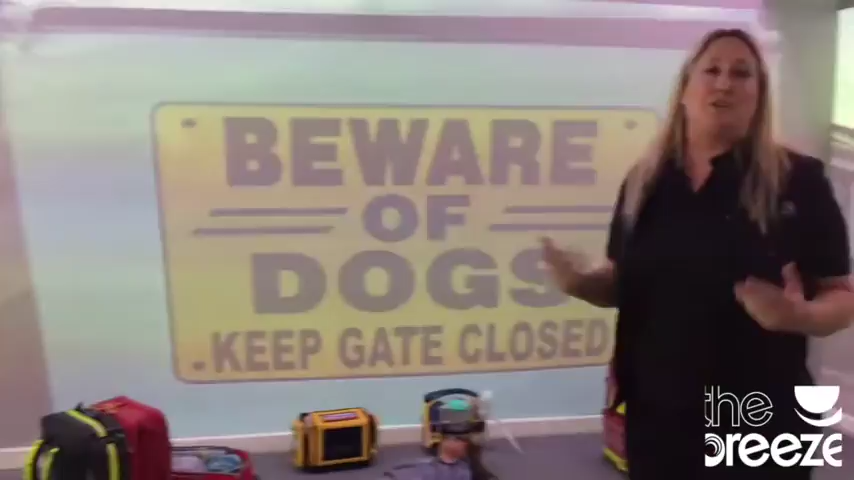 BEWARE
OF
DOGS
KEEP GATE CLOSED
the
breeze